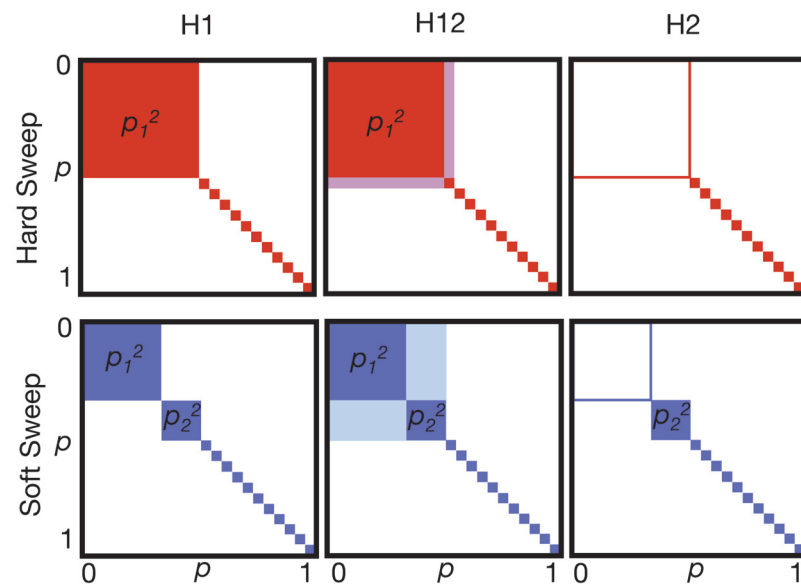 H1 H12 H2
Hard Sweep
0
p
1
p₁²
p₁²
Soft Sweep
0
p
1
p₁²
p₂²
p₁²
p₂²
p₂²
0 p 1 0 p 1 0 p 1